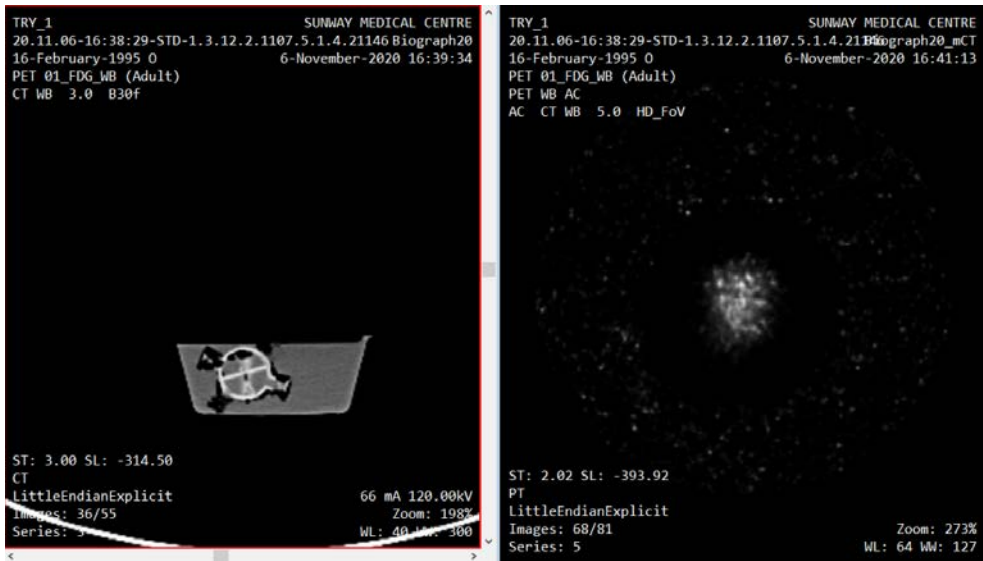 TRY_1 SUNWAY MEDICAL CENTRE
20.11.06-16:38:29-STD-1.3.12.2.1107.5.1.4.21146 Biograph20
16-February-1995 O 6-November-2020 16:39:34
PET 01_FDG_WB (Adult)
CT WB 3.0 B30f
ST: 3.00 SL: -314.50
CT
LittleEndianExplicit 66 mA 120.00kV
Images: 36/55 Zoom: 198%
Series: WL: 40 WW: 300
TRY_1 SUNWAY MEDICAL CENTRE
20.11.06-16:38:29-STD-1.3.12.2.1107.5.1.4.21146 Biograph20_mCT
16-February-1995 O 6-November-2020 16:41:13
PET 01_FDG_WB (Adult)
PET WB AC
AC CT WB 5.0 HD_FoV
ST: 2.02 SL: -393.92
PT
LittleEndianExplicit
Images: 68/81 Zoom: 273%
Series: 5 WL: 64 WW: 127